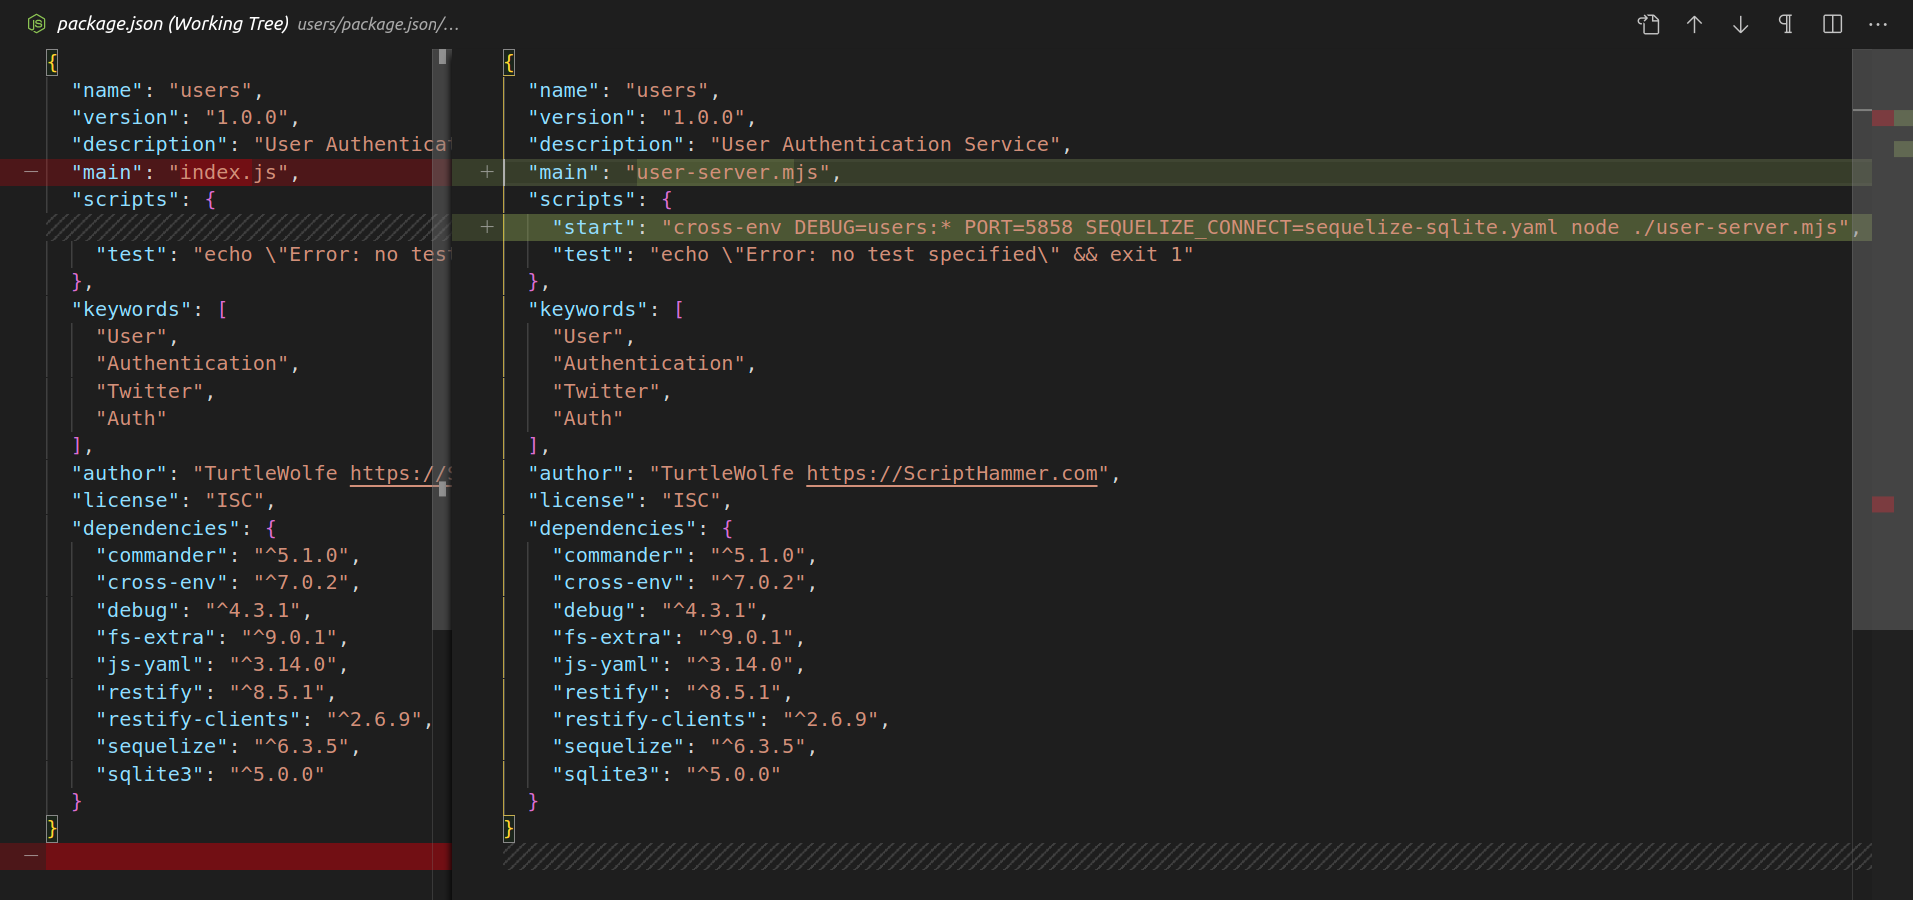 package.json (Working Tree) users/package.json/...
{
  "name": "users",
  "version": "1.0.0",
  "description": "User Authentica
— "main": "index.js",
  "scripts": {
    "test": "echo \"Error: no test
  },
  "keywords": [
    "User",
    "Authentication",
    "Twitter",
    "Auth"
  ],
  "author": "TurtleWolfe https://S
  "license": "ISC",
  "dependencies": {
    "commander": "^5.1.0",
    "cross-env": "^7.0.2",
    "debug": "^4.3.1",
    "fs-extra": "^9.0.1",
    "js-yaml": "^3.14.0",
    "restify": "^8.5.1",
    "restify-clients": "^2.6.9",
    "sequelize": "^6.3.5",
    "sqlite3": "^5.0.0"
  }
}
—
{
  "name": "users",
  "version": "1.0.0",
  "description": "User Authentication Service",
+ "main": "user-server.mjs",
  "scripts": {
+   "start": "cross-env DEBUG=users:* PORT=5858 SEQUELIZE_CONNECT=sequelize-sqlite.yaml node ./user-server.mjs",
    "test": "echo \"Error: no test specified\" && exit 1"
  },
  "keywords": [
    "User",
    "Authentication",
    "Twitter",
    "Auth"
  ],
  "author": "TurtleWolfe https://ScriptHammer.com",
  "license": "ISC",
  "dependencies": {
    "commander": "^5.1.0",
    "cross-env": "^7.0.2",
    "debug": "^4.3.1",
    "fs-extra": "^9.0.1",
    "js-yaml": "^3.14.0",
    "restify": "^8.5.1",
    "restify-clients": "^2.6.9",
    "sequelize": "^6.3.5",
    "sqlite3": "^5.0.0"
  }
}